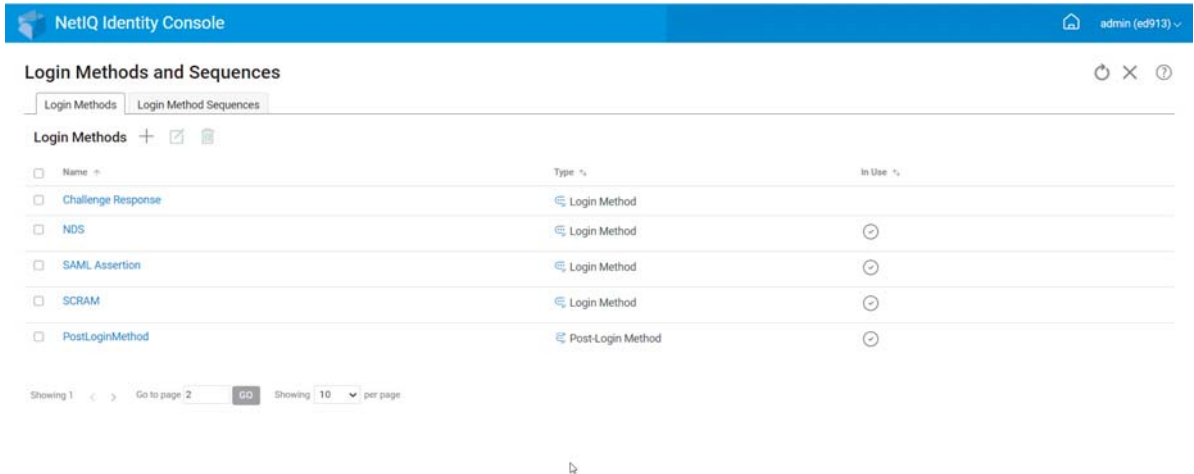 NetIQ Identity Console
admin (ed913)
Login Methods and Sequences
Login Methods
Login Method Sequences
Login Methods
Name Type In Use
Challenge Response Login Method
NDS Login Method
SAML Assertion Login Method
SCRAM Login Method
PostLoginMethod Post-Login Method
Showing 1 Go to page 2 GO Showing 10 per page